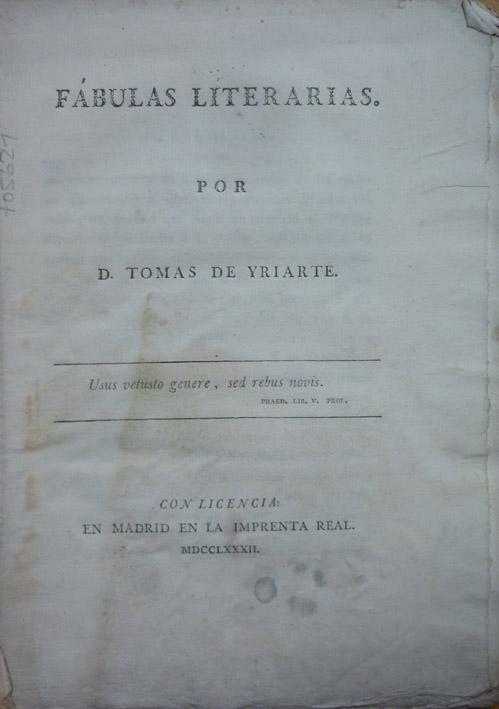 FÁBULAS LITERARIAS.
POR
D. TOMAS DE YRIARTE.
Usus vetusto genere, sed rebus novis.
PHAED. LIB. V. PROL.
CON LICENCIA:
EN MADRID EN LA IMPRENTA REAL.
MDCCLXXXII.
705621